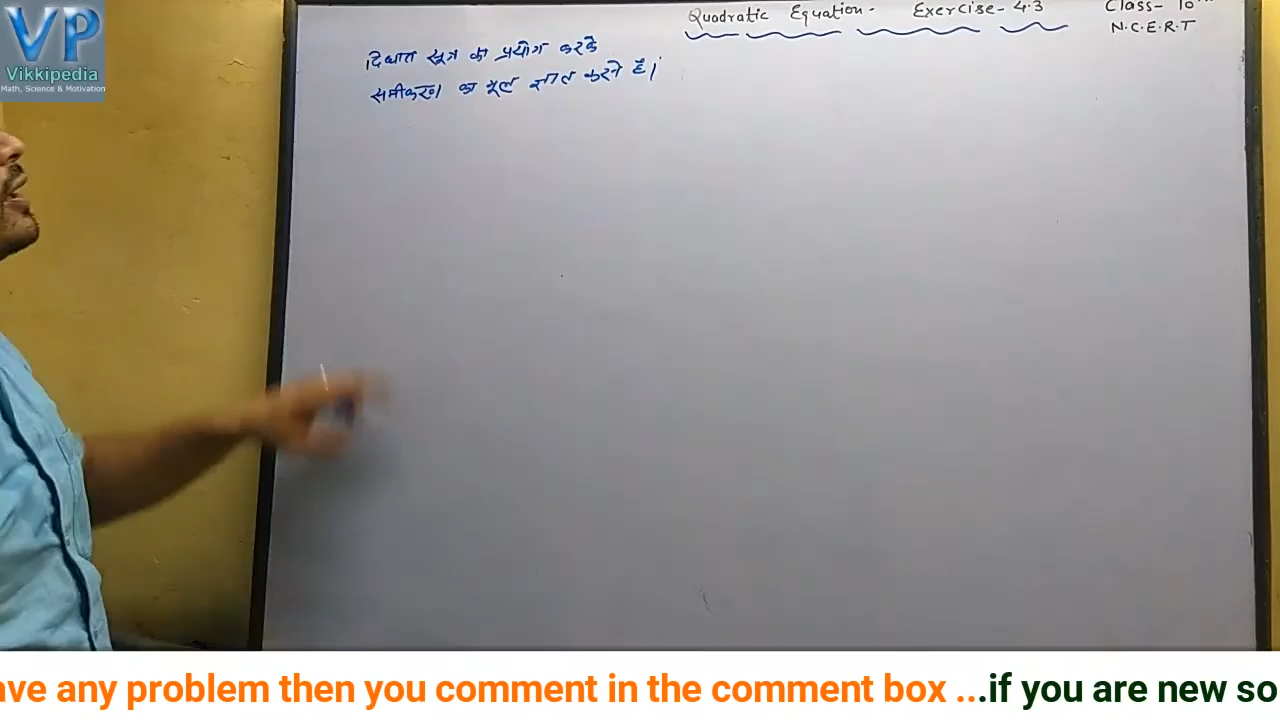 VP
Vikkipedia
Math, Science & Motivation
Quadratic Equation- Exercise- 4.3
Class- 10th
N.C.E.R.T
द्विघात सूत्र का प्रयोग करके
समीकरण का मूल ज्ञात करते है।
ave any problem then you comment in the comment box ...if you are new so